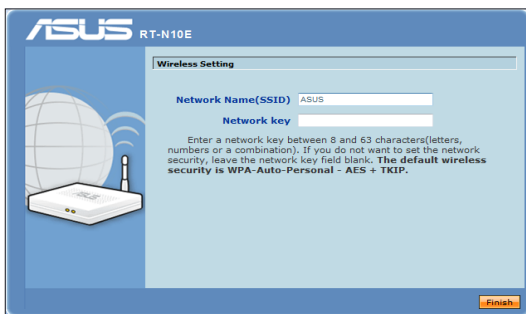 ASUS RT-N10E
Wireless Setting
Network Name(SSID) ASUS
Network key
Enter a network key between 8 and 63 characters(letters,
numbers or a combination). If you do not want to set the network
security, leave the network key field blank. The default wireless
security is WPA-Auto-Personal - AES + TKIP.
ASUS
Finish